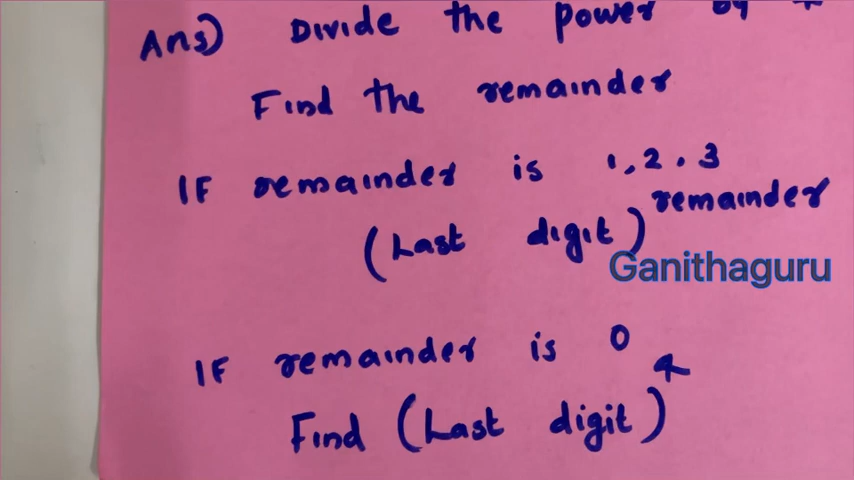 Ans) Divide the power by
Find the remainder
IF remainder is 1, 2, 3
(Last digit) remainder
Ganithaguru
IF remainder is 0
Find (Last digit) 4